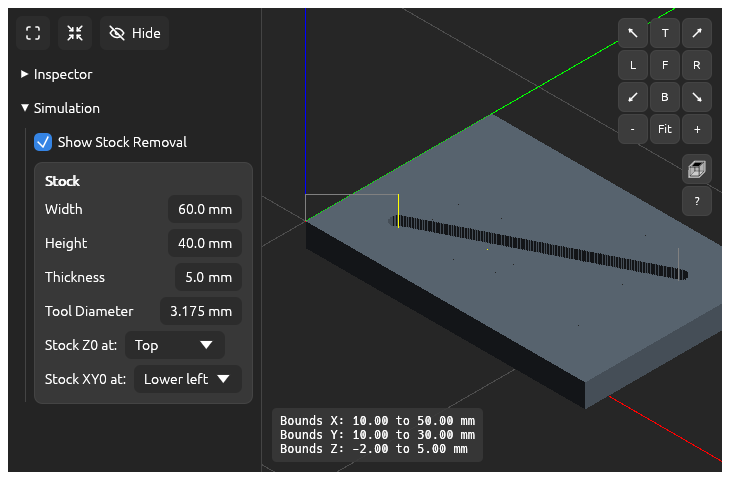 Hide
Inspector
Simulation
Show Stock Removal
Stock
Width 60.0 mm
Height 40.0 mm
Thickness 5.0 mm
Tool Diameter 3.175 mm
Stock Z0 at: Top
Stock XY0 at: Lower left
T
L F R
B
- Fit +
?
Bounds X: 10.00 to 50.00 mm
Bounds Y: 10.00 to 30.00 mm
Bounds Z: -2.00 to 5.00 mm